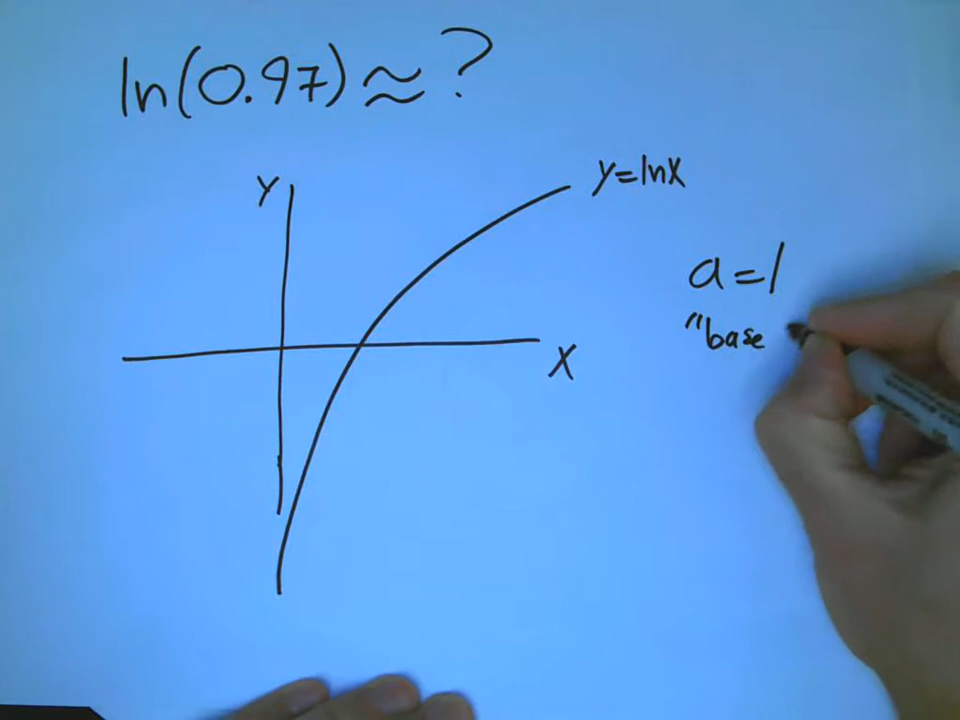 ln(0.97) ≈ ?
Y
y=lnx
a=1
"base
X